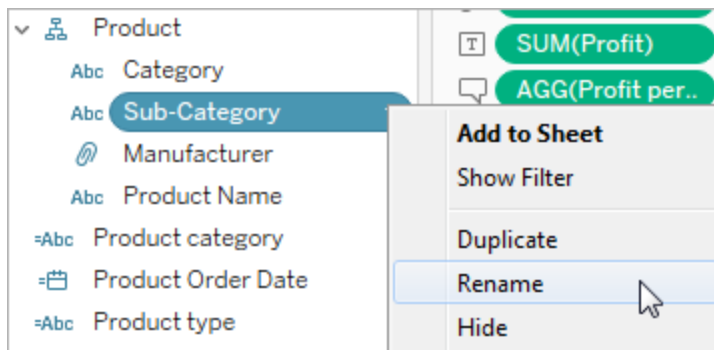 Product
Abc Category
Abc Sub-Category
Manufacturer
Abc Product Name
=Abc Product category
Product Order Date
=Abc Product type
T SUM(Profit)
AGG(Profit per..
Add to Sheet
Show Filter
Duplicate
Rename
Hide